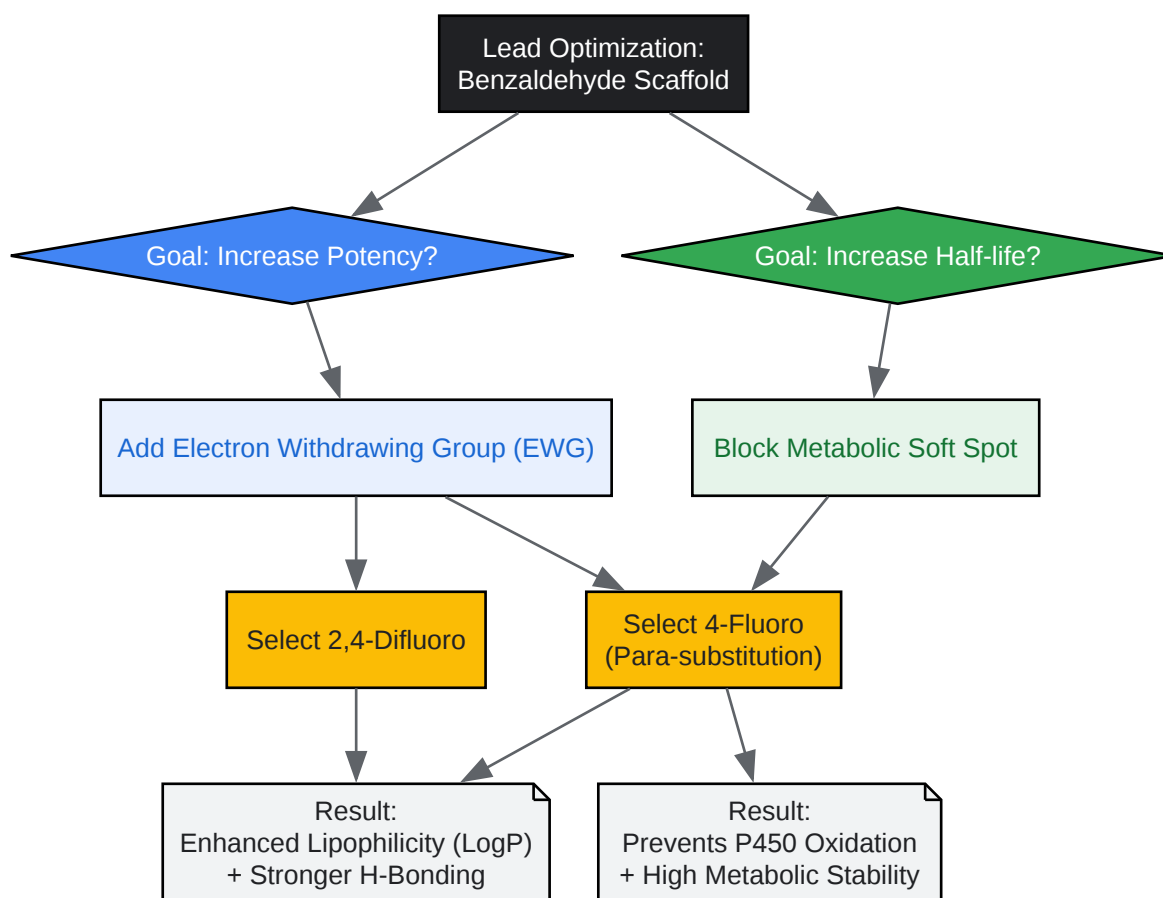 Lead Optimization:
Benzaldehyde Scaffold
Goal: Increase Potency?
Goal: Increase Half-life?
Add Electron Withdrawing Group (EWG)
Block Metabolic Soft Spot
Select 2,4-Difluoro
Select 4-Fluoro
(Para-substitution)
Result:
Enhanced Lipophilicity (LogP)
+ Stronger H-Bonding
Result:
Prevents P450 Oxidation
+ High Metabolic Stability